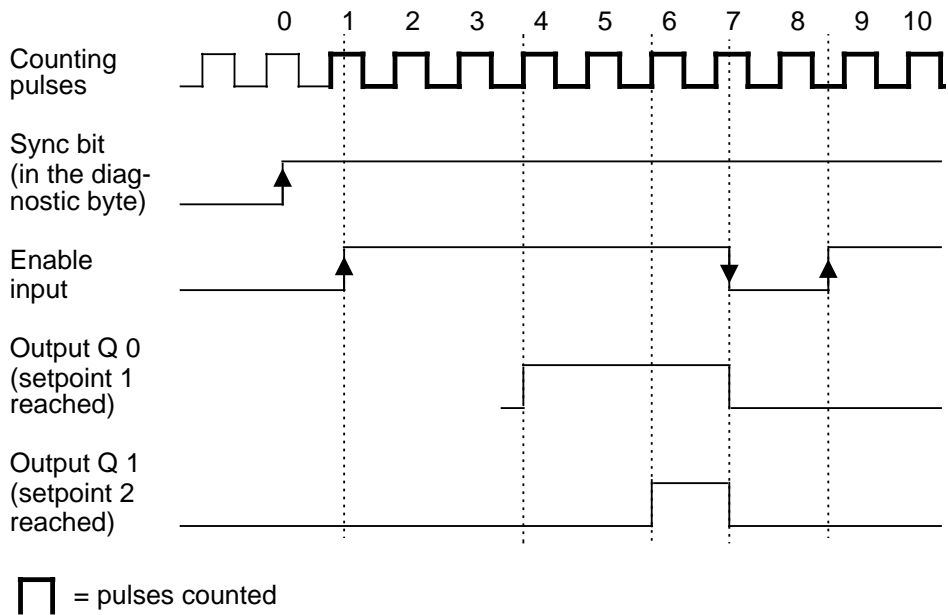 0 1 2 3 4 5 6 7 8 9 10
Counting
pulses
Sync bit
(in the diag-
nostic byte)
Enable
input
Output Q 0
(setpoint 1
reached)
Output Q 1
(setpoint 2
reached)
= pulses counted